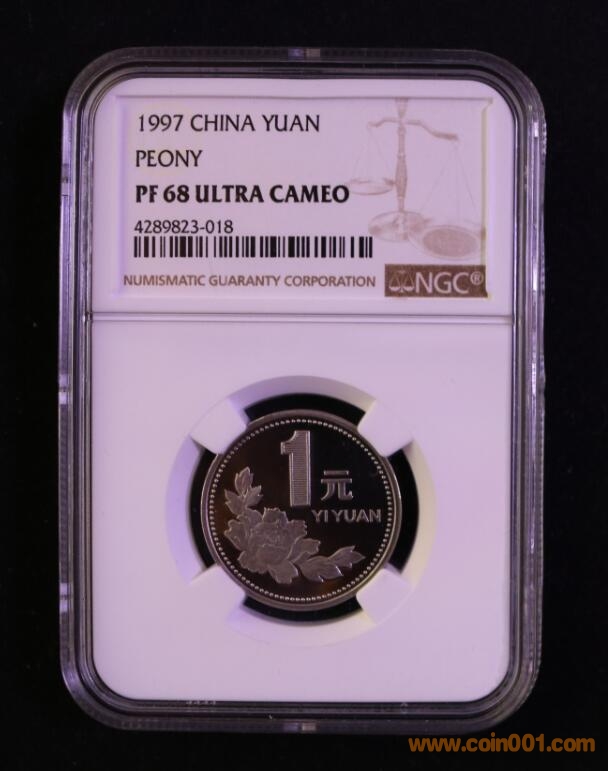 1997 CHINA YUAN
PEONY
PF 68 ULTRA CAMEO
4289823-018
NUMISMATIC GUARANTY CORPORATION NGC®
1元
YI YUAN
www.coin001.com